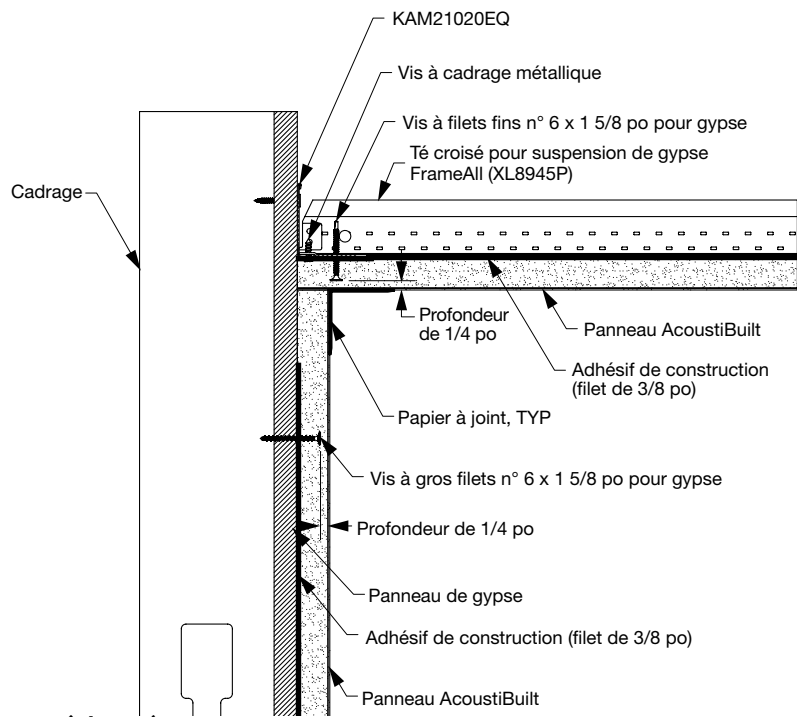 KAM21020EQ
Vis à cadrage métallique
Vis à filets fins n° 6 x 1 5/8 po pour gypse
Té croisé pour suspension de gypse
FrameAll (XL8945P)
Cadrage
Profondeur
de 1/4 po
Panneau AcoustiBuilt
Adhésif de construction
(filet de 3/8 po)
Papier à joint, TYP
Vis à gros filets n° 6 x 1 5/8 po pour gypse
Profondeur de 1/4 po
Panneau de gypse
Adhésif de construction (filet de 3/8 po)
Panneau AcoustiBuilt